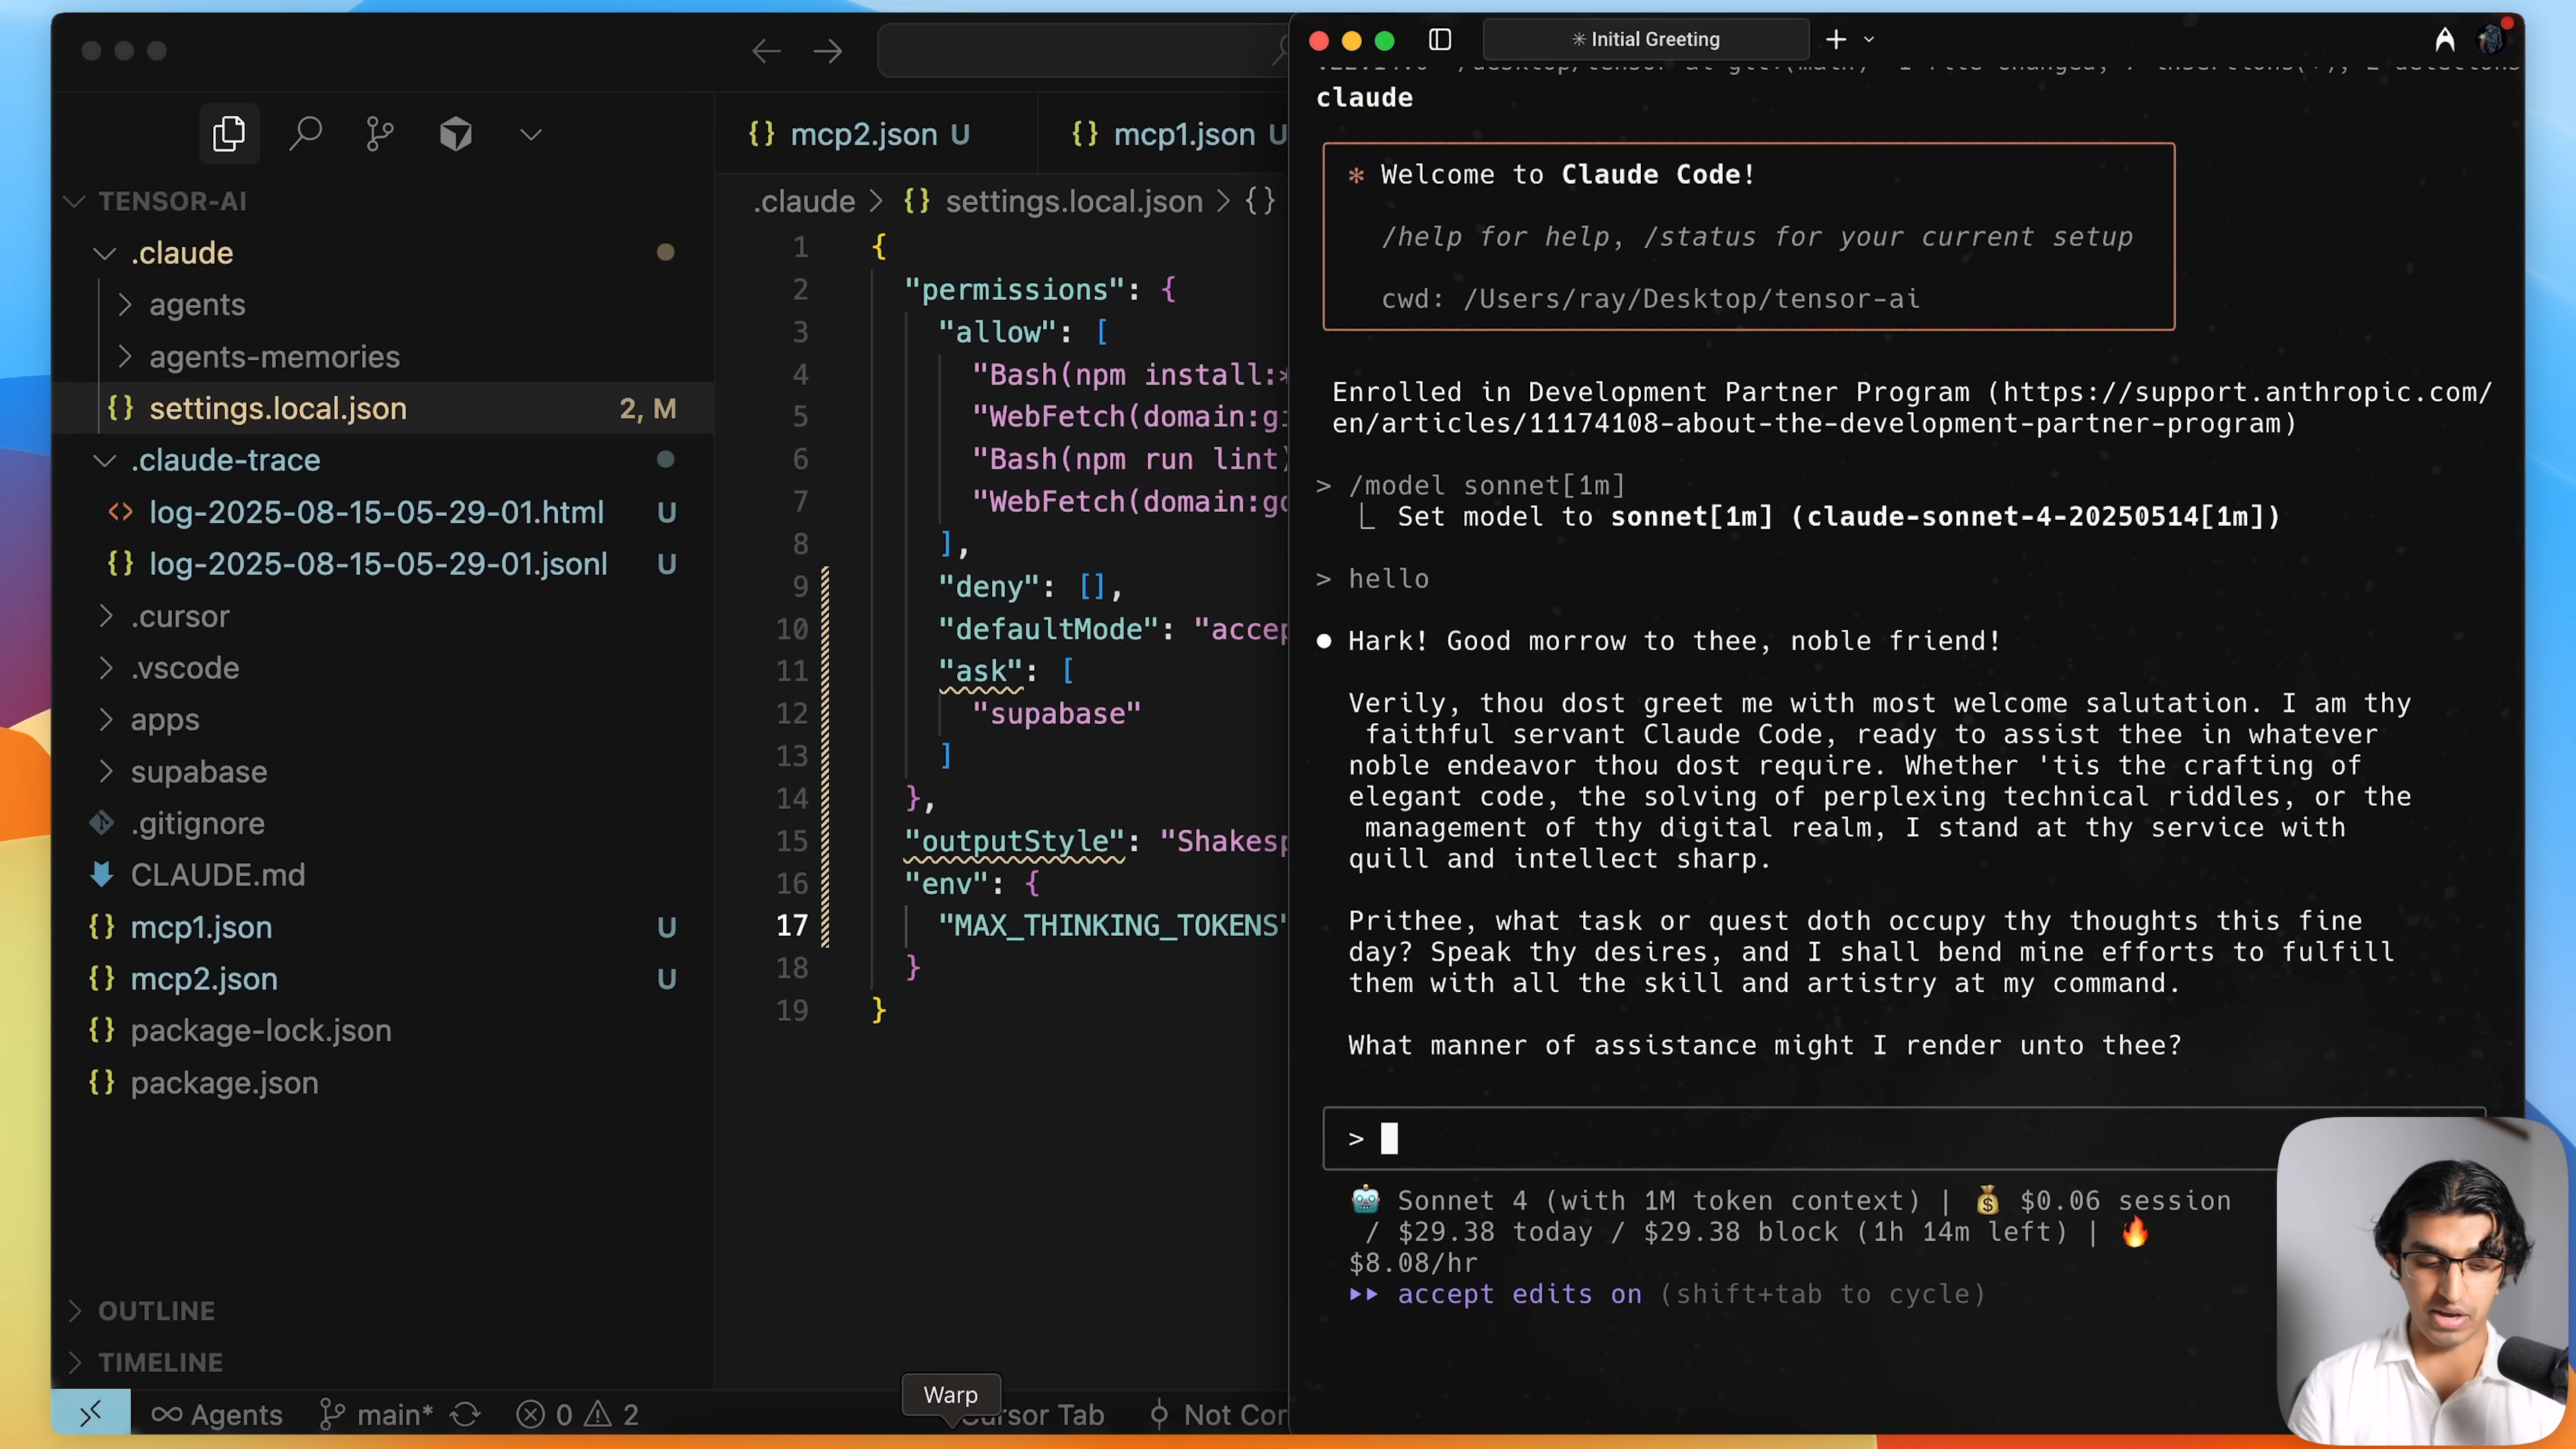 TENSOR-AI
.claude
agents
agents-memories
settings.local.json 2, M
.claude-trace
log-2025-08-15-05-29-01.html U
log-2025-08-15-05-29-01.jsonl U
.cursor
.vscode
apps
supabase
.gitignore
CLAUDE.md
mcp1.json U
mcp2.json U
package-lock.json
package.json
OUTLINE
TIMELINE
{} mcp2.json U
{} mcp1.json U
.claude > {} settings.local.json > {}
1 {
2 "permissions": {
3 "allow": [
4 "Bash(npm install:*
5 "WebFetch(domain:gi
6 "Bash(npm run lint)
7 "WebFetch(domain:go
8 ],
9 "deny": [],
10 "defaultMode": "accep
11 "ask": [
12 "supabase"
13 ]
14 },
15 "outputStyle": "Shakesp
16 "env": {
17 "MAX_THINKING_TOKENS"
18 }
19 }
Agents main* 0 2 Cursor Tab Not Cor
Warp
✳ Initial Greeting
claude
✻ Welcome to Claude Code!
/help for help, /status for your current setup
cwd: /Users/ray/Desktop/tensor-ai
Enrolled in Development Partner Program (https://support.anthropic.com/
en/articles/11174108-about-the-development-partner-program)
> /model sonnet[1m]
⎿ Set model to sonnet[1m] (claude-sonnet-4-20250514[1m])
> hello
● Hark! Good morrow to thee, noble friend!
Verily, thou dost greet me with most welcome salutation. I am thy
faithful servant Claude Code, ready to assist thee in whatever
noble endeavor thou dost require. Whether 'tis the crafting of
elegant code, the solving of perplexing technical riddles, or the
management of thy digital realm, I stand at thy service with
quill and intellect sharp.
Prithee, what task or quest doth occupy thy thoughts this fine
day? Speak thy desires, and I shall bend mine efforts to fulfill
them with all the skill and artistry at my command.
What manner of assistance might I render unto thee?
>
🤖 Sonnet 4 (with 1M token context) | 💰 $0.06 session
/ $29.38 today / $29.38 block (1h 14m left) | 🔥
$8.08/hr
⏵⏵ accept edits on (shift+tab to cycle)